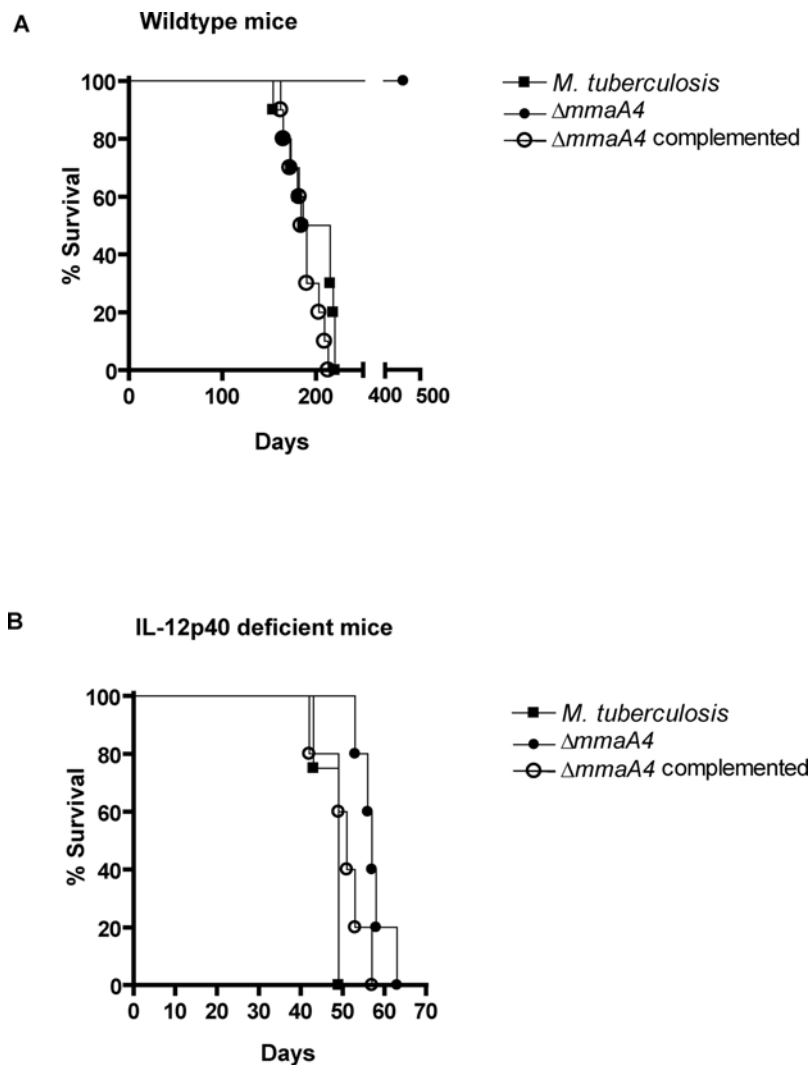 A
Wildtype mice
100
80
60
40
20
0
% Survival
0 100 200 400 500
Days
M. tuberculosis
ΔmmaA4
ΔmmaA4 complemented
B
IL-12p40 deficient mice
100
80
60
40
20
0
% Survival
0 10 20 30 40 50 60 70
Days
M. tuberculosis
ΔmmaA4
ΔmmaA4 complemented